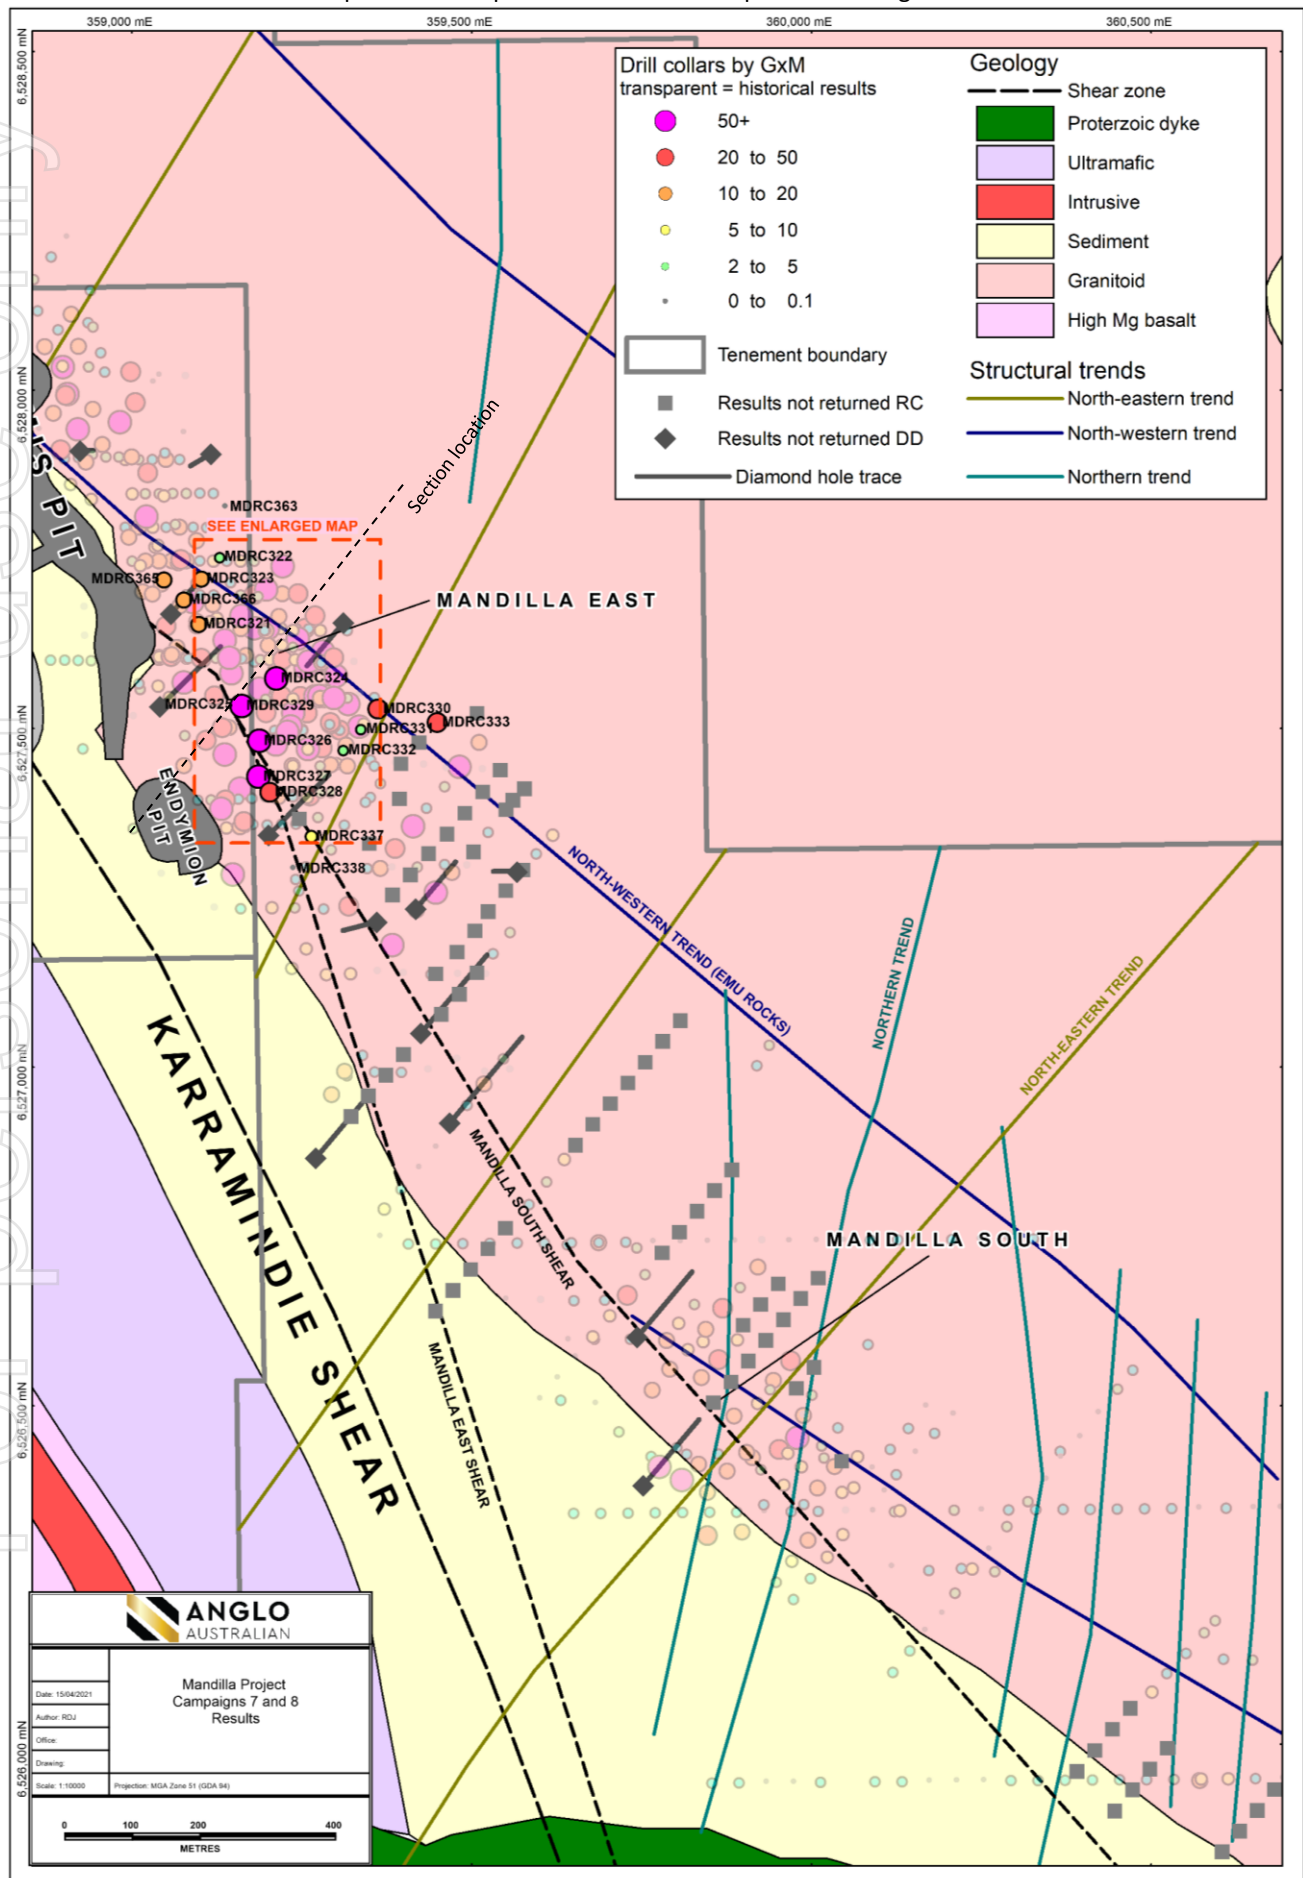 359,000 mE
359,500 mE
360,000 mE
360,500 mE
6,528,500 mN
6,528,000 mN
6,527,500 mN
6,527,000 mN
6,526,500 mN
6,526,000 mN
Drill collars by GxM
transparent = historical results
50+
20 to 50
10 to 20
5 to 10
2 to 5
0 to 0.1
Tenement boundary
Results not returned RC
Results not returned DD
Diamond hole trace
Geology
Shear zone
Proterzoic dyke
Ultramafic
Intrusive
Sediment
Granitoid
High Mg basalt
Structural trends
North-eastern trend
North-western trend
Northern trend
Section location
MDRC363
SEE ENLARGED MAP
MDRC322
MDRC365
MDRC323
MDRC366
MDRC321
MANDILLA EAST
MDRC324
MDRC325
MDRC329
MDRC330
MDRC333
MDRC331
MDRC326
MDRC332
MDRC327
MDRC328
MDRC337
MDRC338
'S PIT
ENDYMION
PIT
NORTH-WESTERN TREND (EMU ROCKS)
NORTHERN TREND
NORTH-EASTERN TREND
KARRAMINDIE SHEAR
MANDILLA SOUTH SHEAR
MANDILLA EAST SHEAR
MANDILLA SOUTH
ANGLO
AUSTRALIAN
Mandilla Project
Campaigns 7 and 8
Results
Date: 15/04/2021
Author: RDJ
Office:
Drawing:
Scale: 1:10000
Projection: MGA Zone 51 (GDA 94)
0 100 200 400
METRES